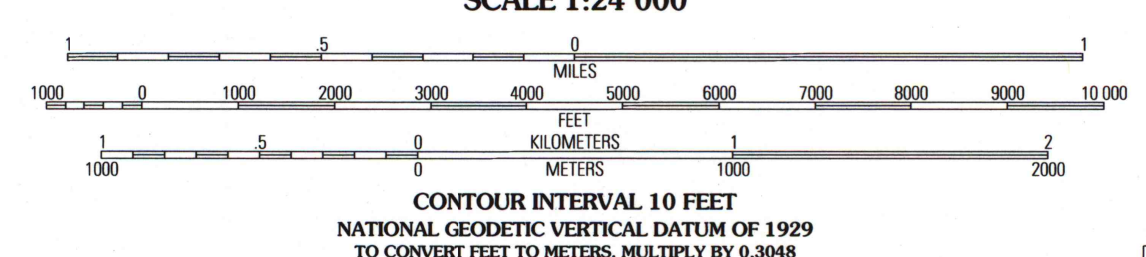 SCALE 1:24 000
1 .5 0 1
MILES
1000 0 1000 2000 3000 4000 5000 6000 7000 8000 9000 10 000
FEET
1 .5 0 KILOMETERS 1 2
1000 0 METERS 1000 2000
CONTOUR INTERVAL 10 FEET
NATIONAL GEODETIC VERTICAL DATUM OF 1929
TO CONVERT FEET TO METERS, MULTIPLY BY 0.3048